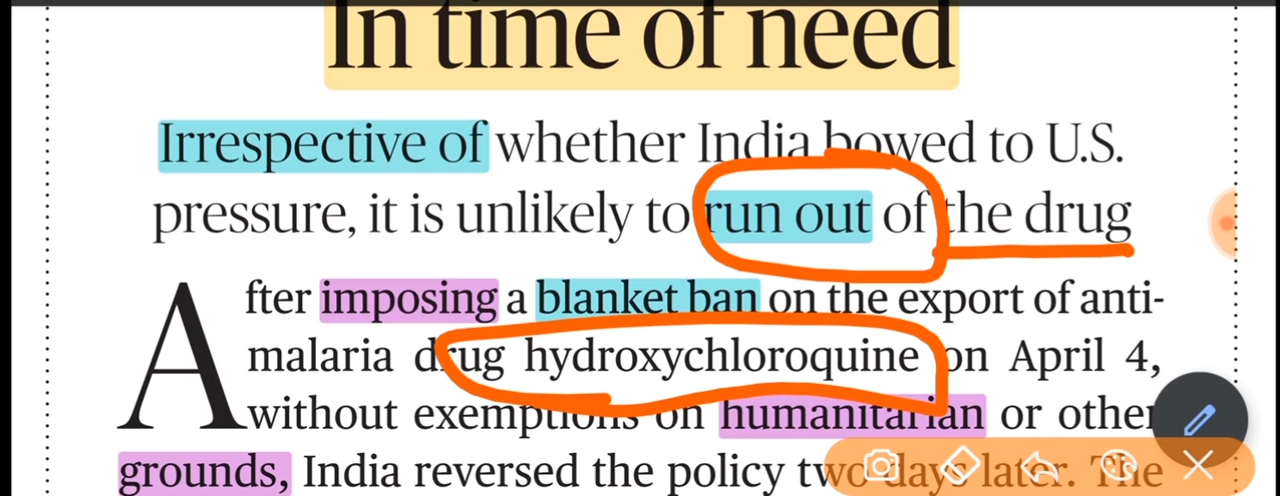 In time of need
Irrespective of whether India bowed to U.S.
pressure, it is unlikely to run out of the drug
After imposing a blanket ban on the export of anti-
malaria drug hydroxychloroquine on April 4,
without exemptions on humanitarian or other
grounds, India reversed the policy two days later. The